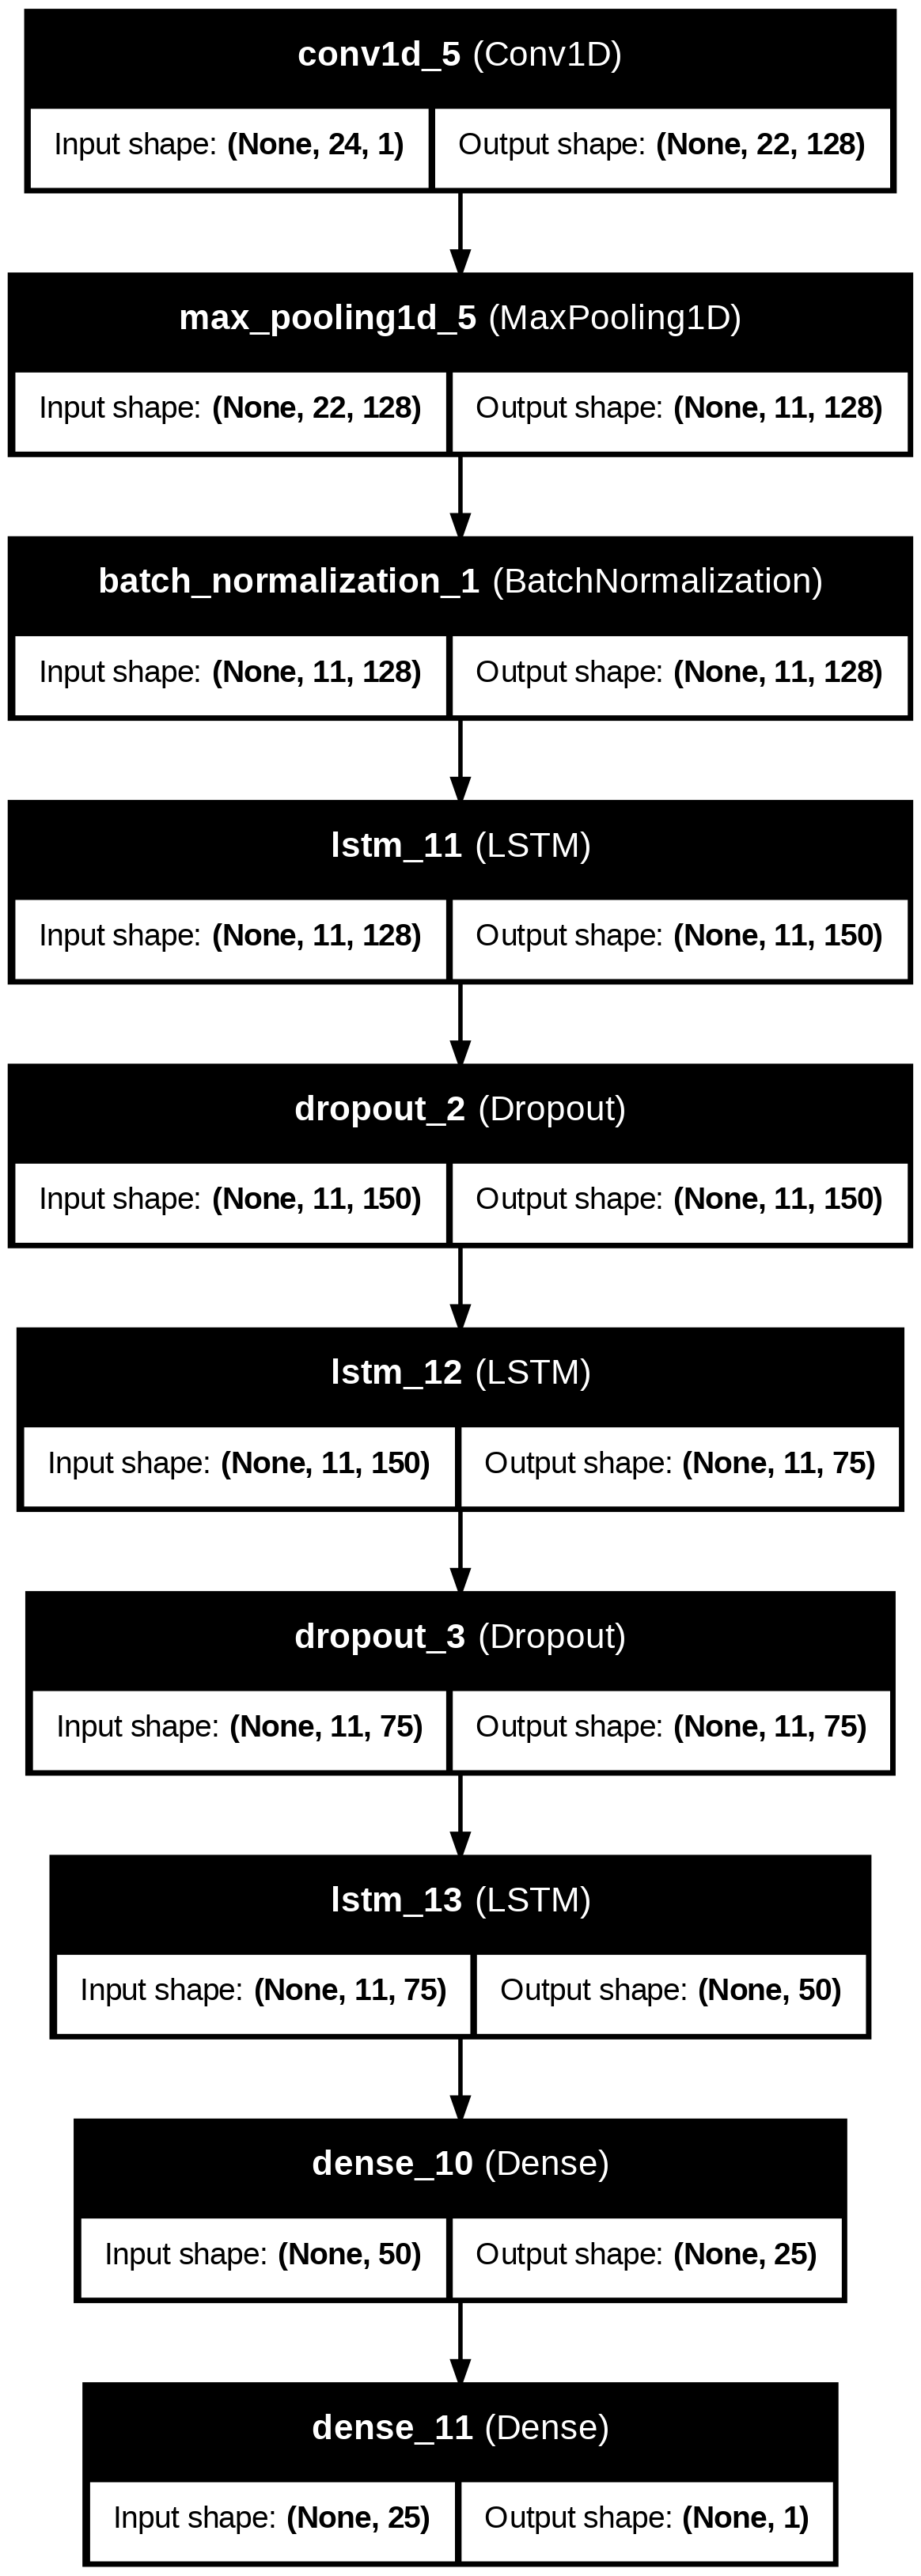 conv1d_5 (Conv1D)
Input shape: (None, 24, 1) Output shape: (None, 22, 128)
max_pooling1d_5 (MaxPooling1D)
Input shape: (None, 22, 128) Output shape: (None, 11, 128)
batch_normalization_1 (BatchNormalization)
Input shape: (None, 11, 128) Output shape: (None, 11, 128)
lstm_11 (LSTM)
Input shape: (None, 11, 128) Output shape: (None, 11, 150)
dropout_2 (Dropout)
Input shape: (None, 11, 150) Output shape: (None, 11, 150)
lstm_12 (LSTM)
Input shape: (None, 11, 150) Output shape: (None, 11, 75)
dropout_3 (Dropout)
Input shape: (None, 11, 75) Output shape: (None, 11, 75)
lstm_13 (LSTM)
Input shape: (None, 11, 75) Output shape: (None, 50)
dense_10 (Dense)
Input shape: (None, 50) Output shape: (None, 25)
dense_11 (Dense)
Input shape: (None, 25) Output shape: (None, 1)